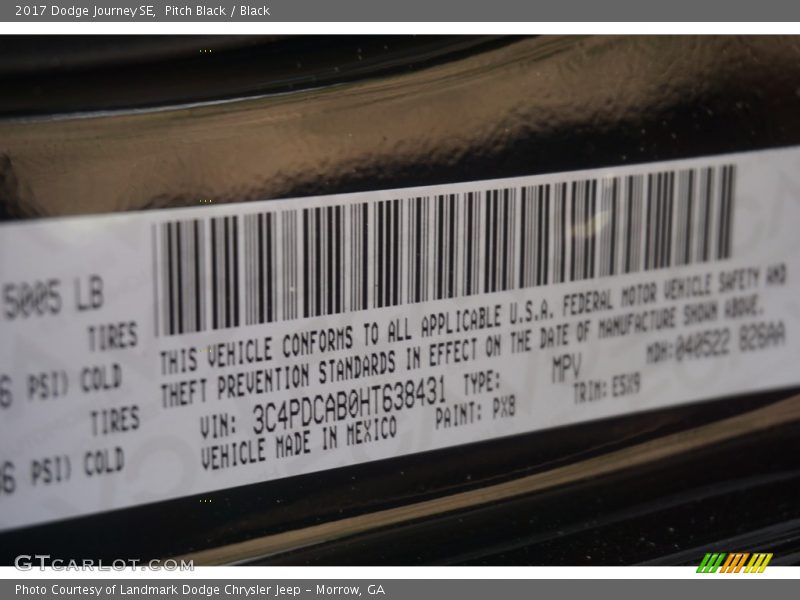 2017 Dodge Journey SE, Pitch Black / Black
5005 LB
TIRES
6 PSI) COLD
TIRES
6 PSI) COLD
THIS VEHICLE CONFORMS TO ALL APPLICABLE U.S.A. FEDERAL MOTOR VEHICLE SAFETY AND
THEFT PREVENTION STANDARDS IN EFFECT ON THE DATE OF MANUFACTURE SHOWN ABOVE.
VIN: 3C4PDCAB0HT638431 TYPE: MPV MDH:040522 826AA
VEHICLE MADE IN MEXICO PAINT: PX8 TRIM: E5X9
GTCARLOT.COM
Photo Courtesy of Landmark Dodge Chrysler Jeep – Morrow, GA